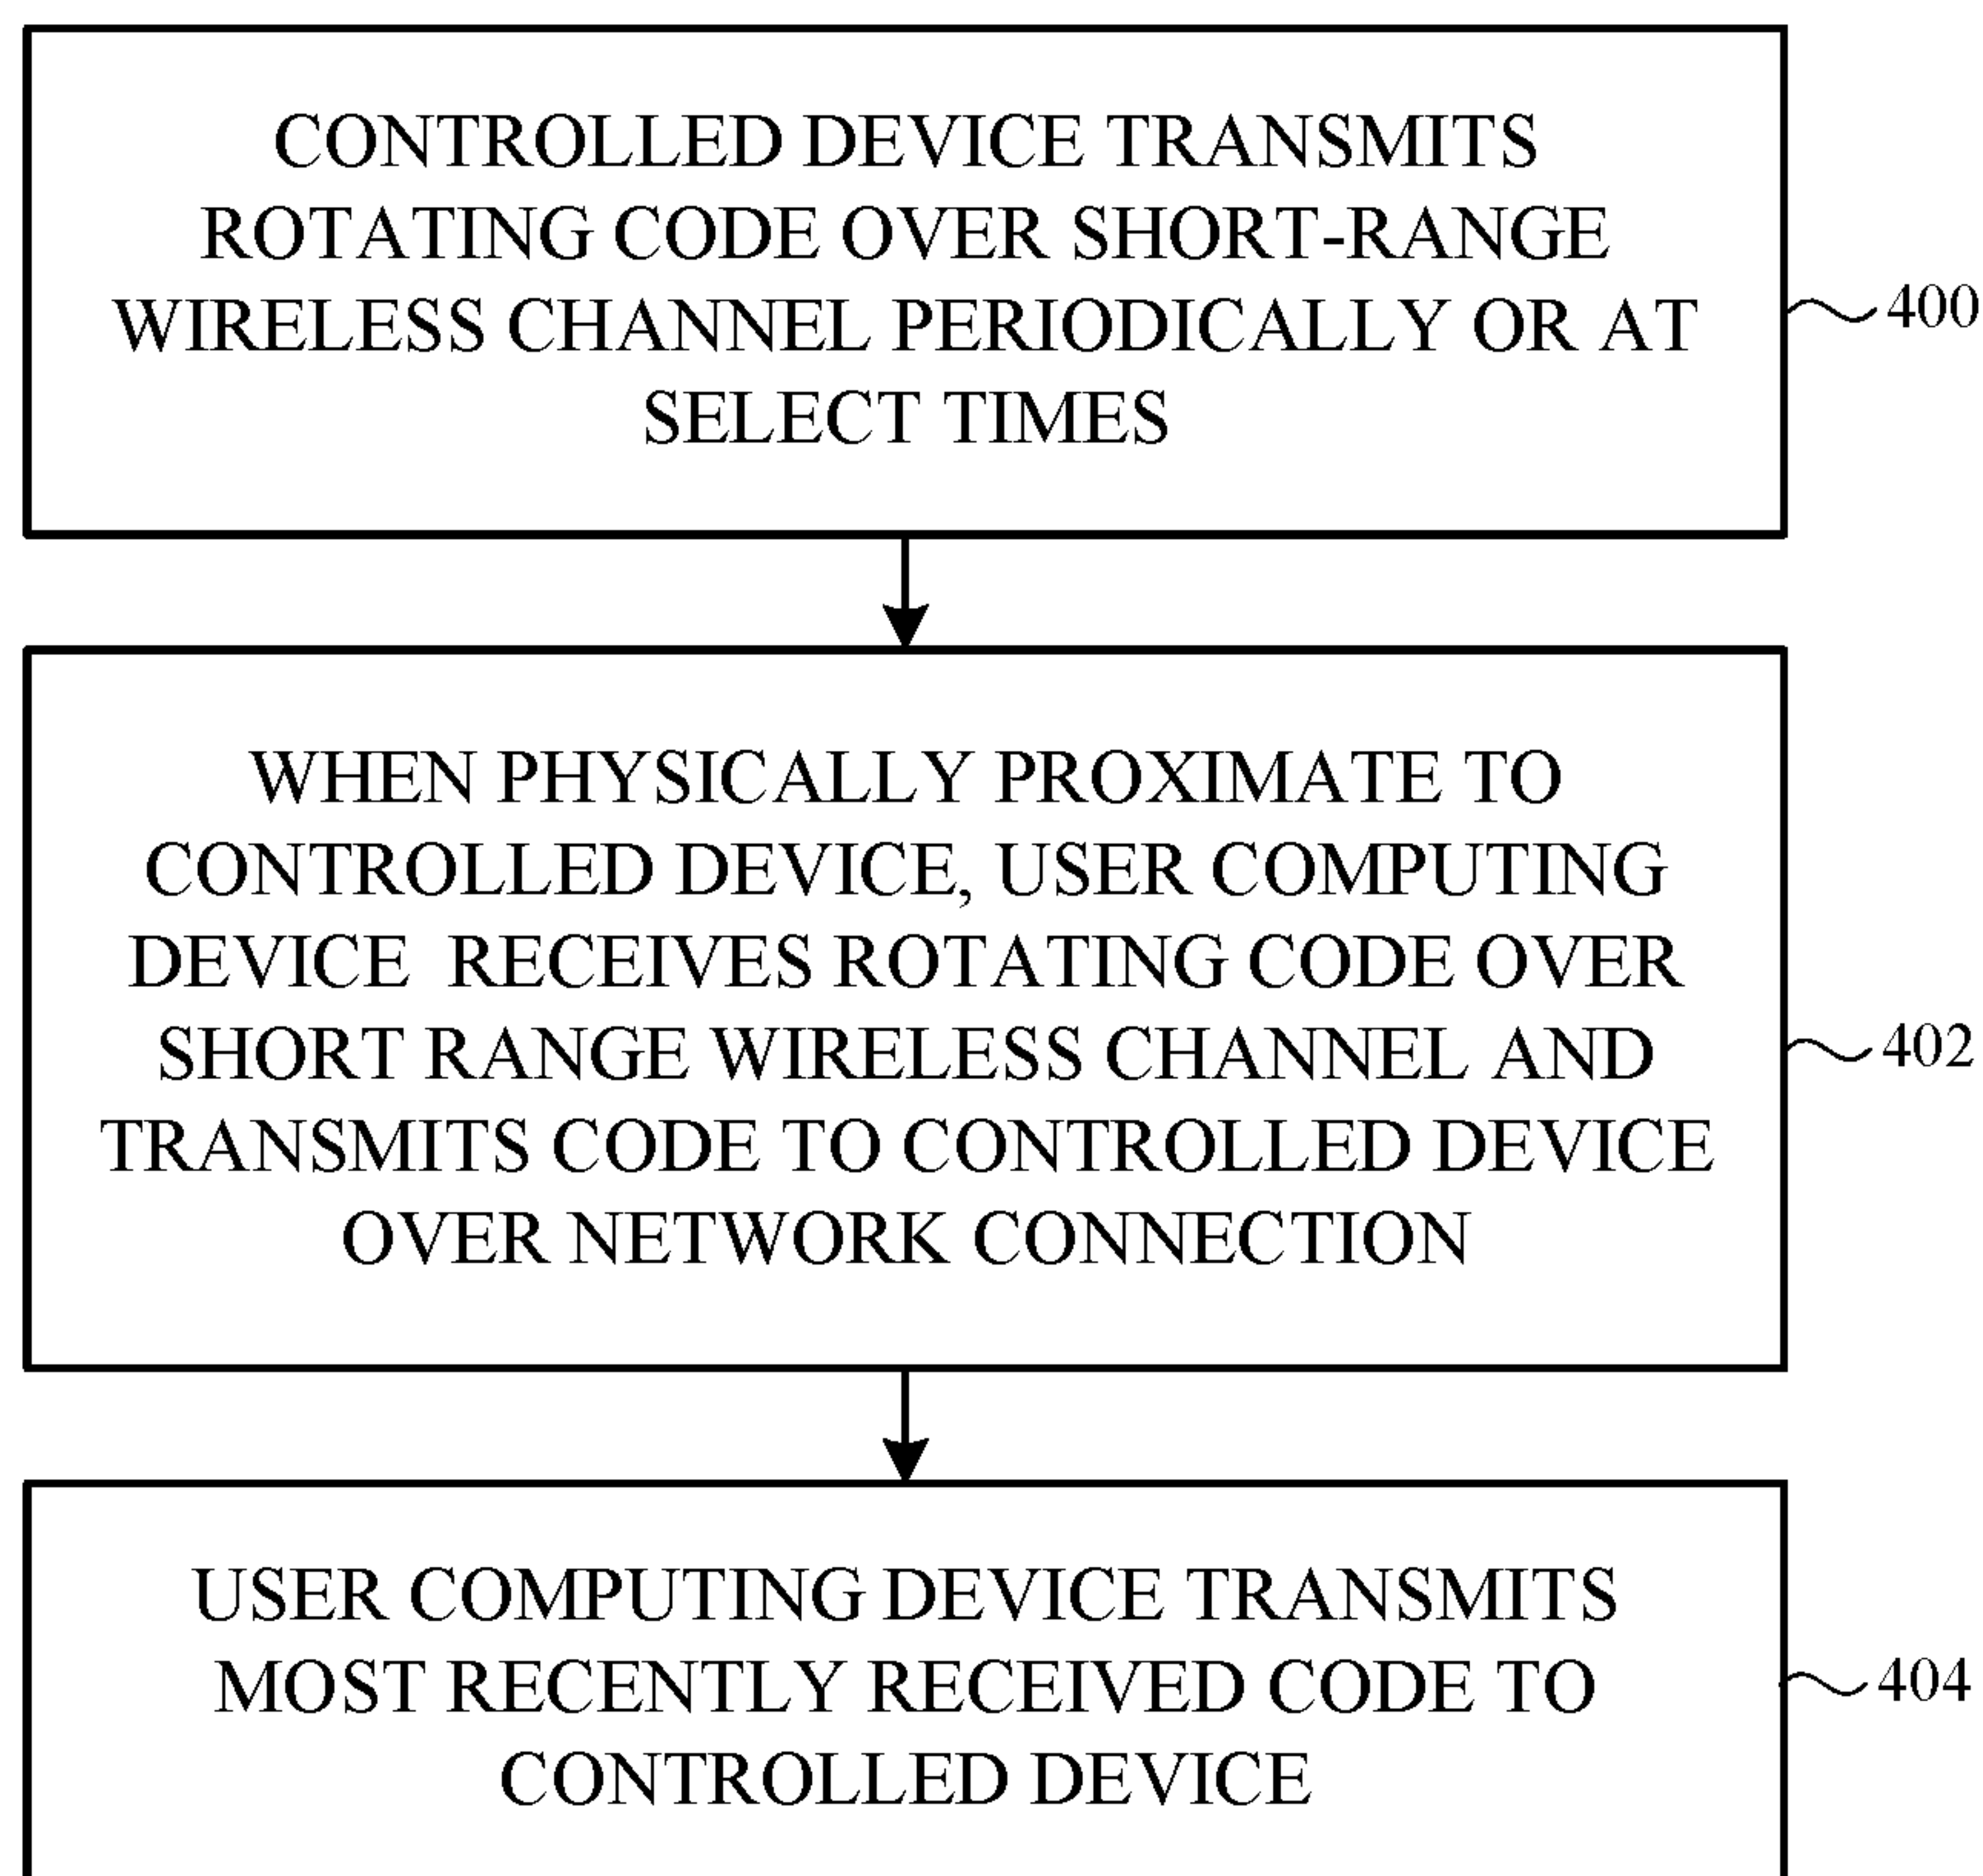 CONTROLLED DEVICE TRANSMITS
ROTATING CODE OVER SHORT-RANGE
WIRELESS CHANNEL PERIODICALLY OR AT
SELECT TIMES
400
WHEN PHYSICALLY PROXIMATE TO
CONTROLLED DEVICE, USER COMPUTING
DEVICE RECEIVES ROTATING CODE OVER
SHORT RANGE WIRELESS CHANNEL AND
TRANSMITS CODE TO CONTROLLED DEVICE
OVER NETWORK CONNECTION
402
USER COMPUTING DEVICE TRANSMITS
MOST RECENTLY RECEIVED CODE TO
CONTROLLED DEVICE
404